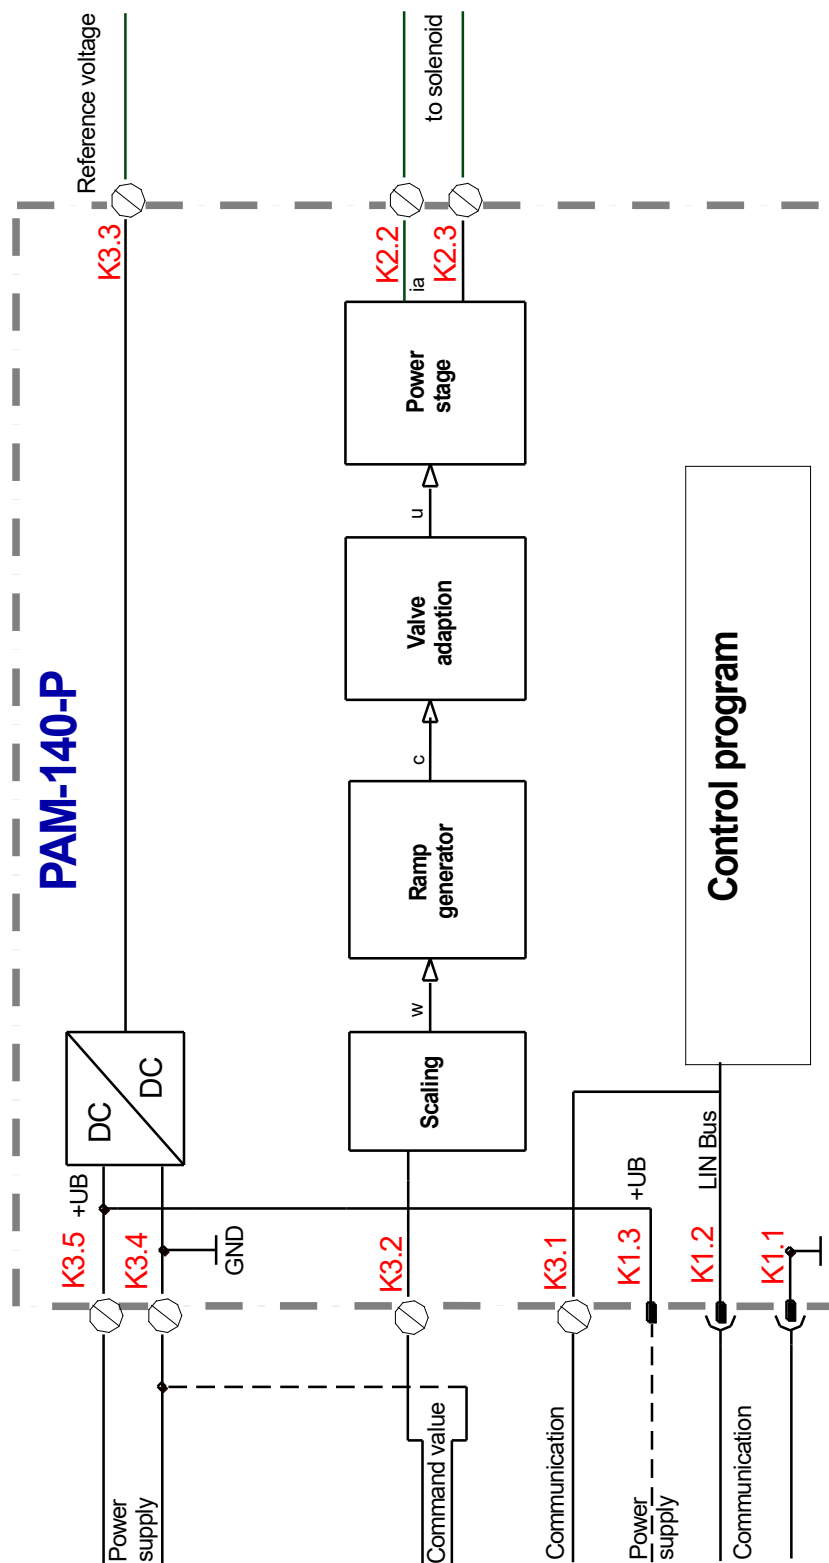 PAM-140-P
Power
supply
K3.5
+UB
K3.4
GND
DC
DC
K3.3
Reference voltage
Command value
K3.2
Scaling
w
Ramp
generator
c
Valve
adaption
u
Power
stage
K2.2
ia
K2.3
to solenoid
Communication
K3.1
Power
supply
K1.3
+UB
Communication
K1.2
LIN Bus
K1.1
Control program